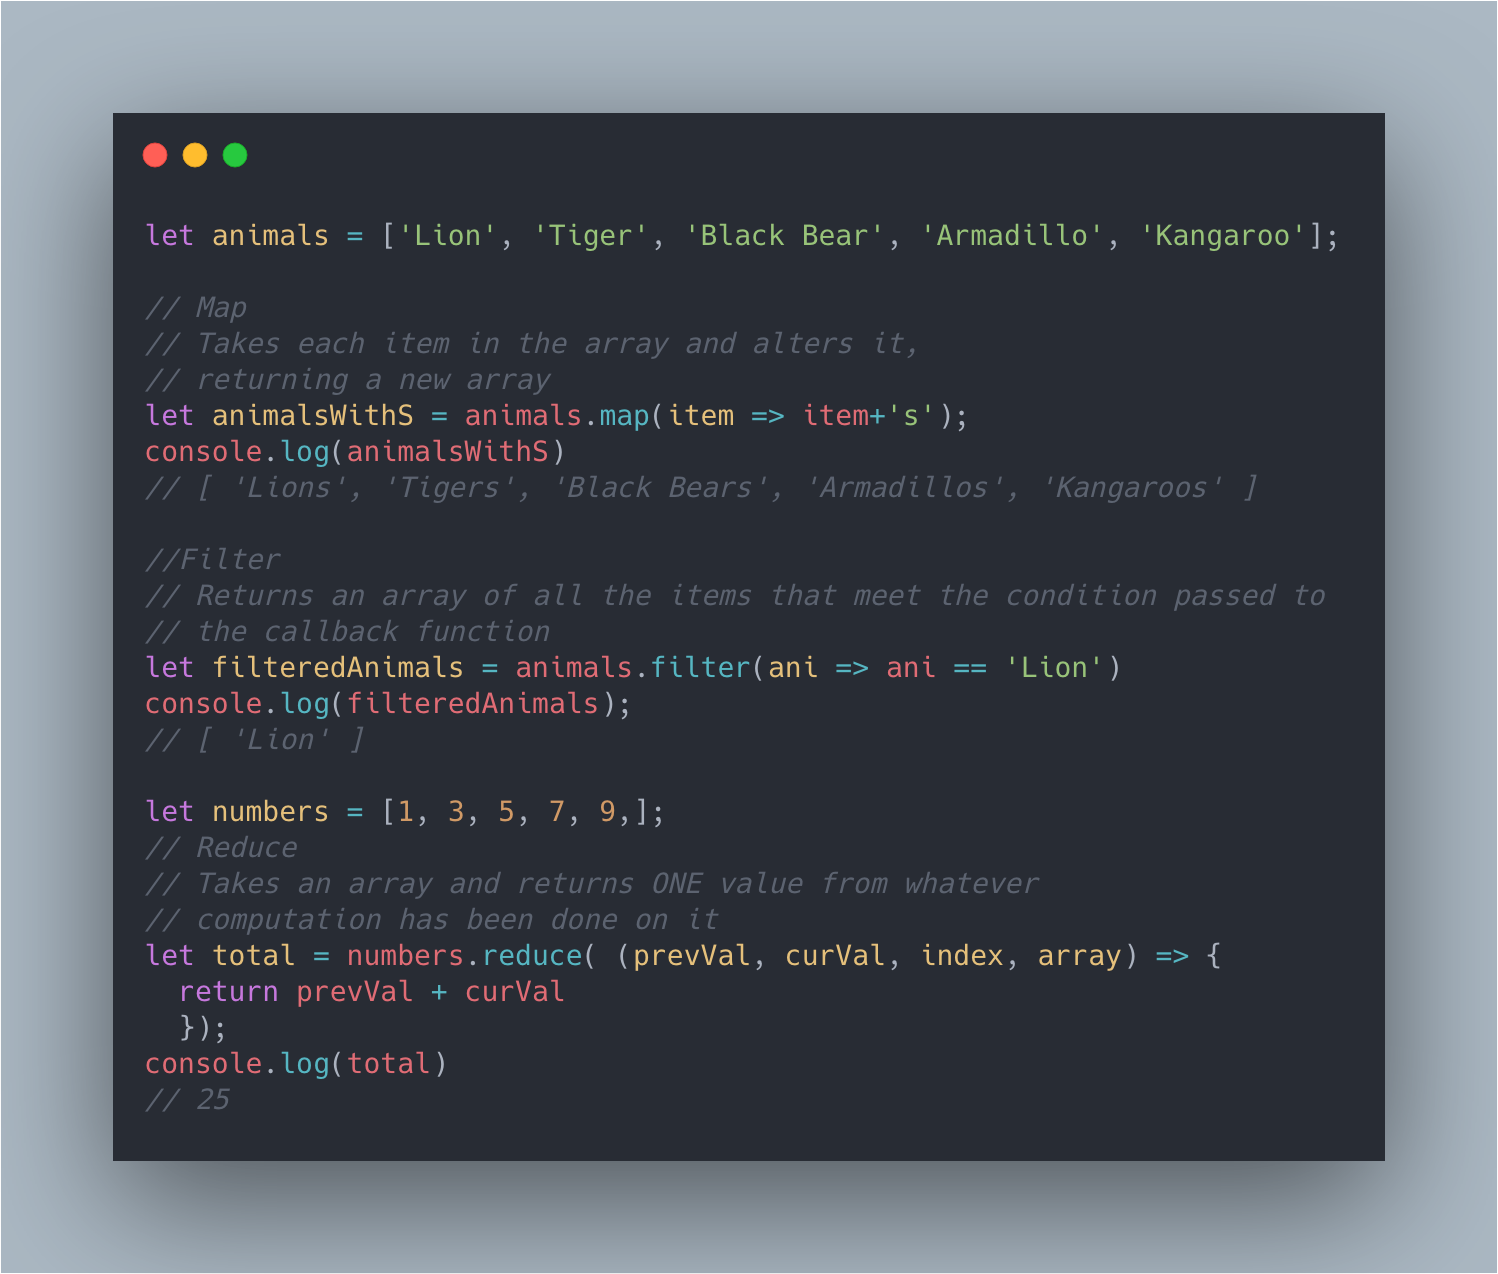 let animals = ['Lion', 'Tiger', 'Black Bear', 'Armadillo', 'Kangaroo'];
// Map
// Takes each item in the array and alters it,
// returning a new array
let animalsWithS = animals.map(item => item+'s');
console.log(animalsWithS)
// [ 'Lions', 'Tigers', 'Black Bears', 'Armadillos', 'Kangaroos' ]
//Filter
// Returns an array of all the items that meet the condition passed to
// the callback function
let filteredAnimals = animals.filter(ani => ani == 'Lion')
console.log(filteredAnimals);
// [ 'Lion' ]
let numbers = [1, 3, 5, 7, 9,];
// Reduce
// Takes an array and returns ONE value from whatever
// computation has been done on it
let total = numbers.reduce( (prevVal, curVal, index, array) => {
  return prevVal + curVal
  });
console.log(total)
// 25